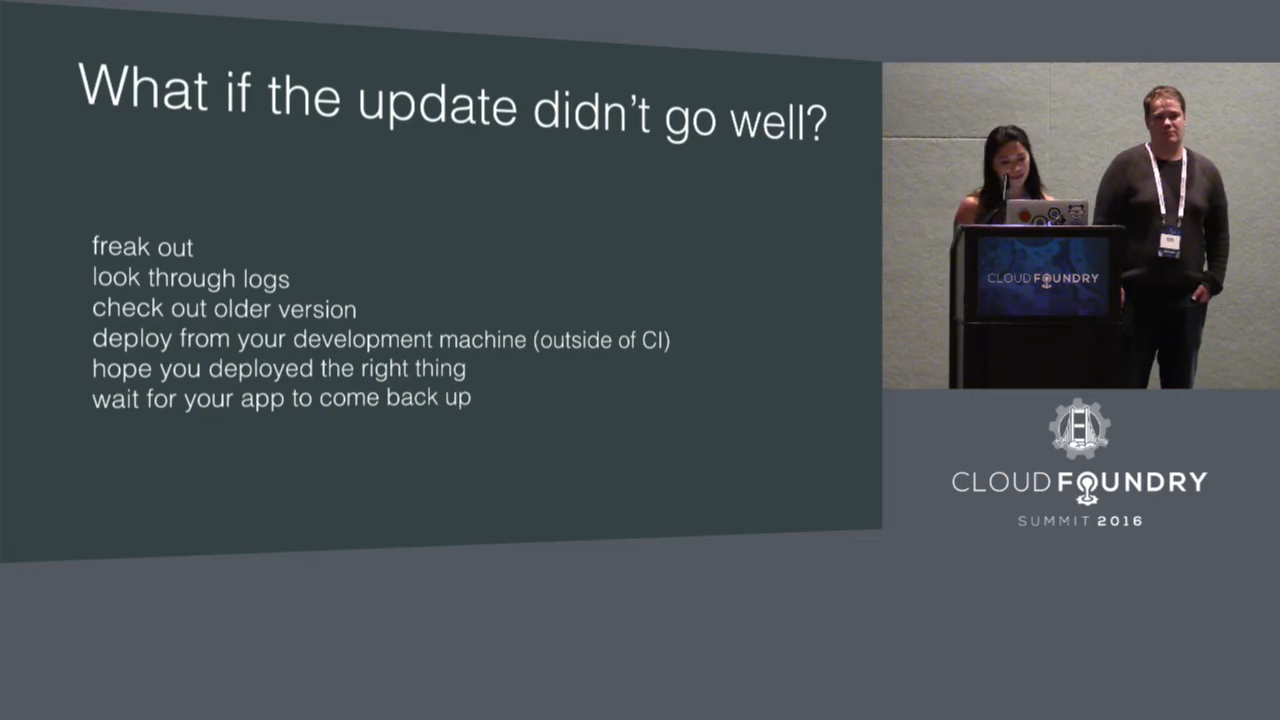 What if the update didn't go well?
freak out
look through logs
check out older version
deploy from your development machine (outside of CI)
hope you deployed the right thing
wait for your app to come back up
CLOUD FOUNDRY
CLOUD FOUNDRY
SUMMIT 2016